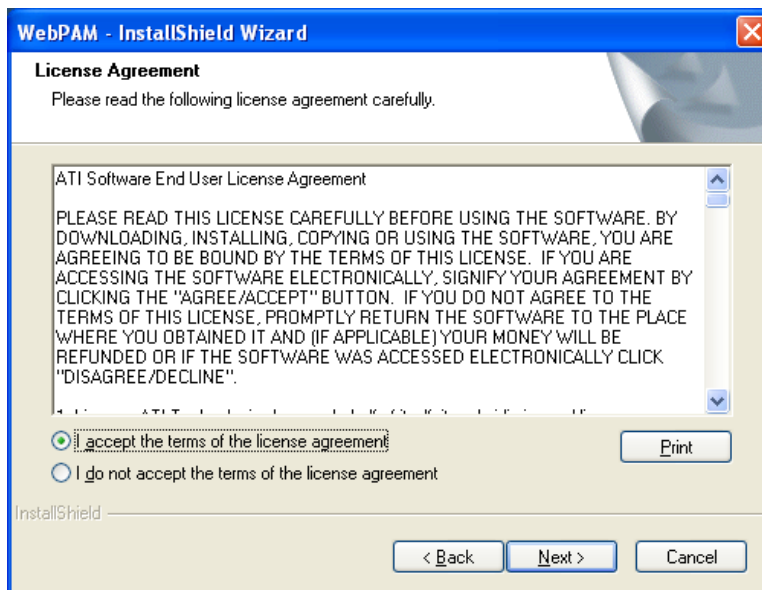 WebPAM - InstallShield Wizard
License Agreement
Please read the following license agreement carefully.
ATI Software End User License Agreement
PLEASE READ THIS LICENSE CAREFULLY BEFORE USING THE SOFTWARE. BY
DOWNLOADING, INSTALLING, COPYING OR USING THE SOFTWARE, YOU ARE
AGREEING TO BE BOUND BY THE TERMS OF THIS LICENSE. IF YOU ARE
ACCESSING THE SOFTWARE ELECTRONICALLY, SIGNIFY YOUR AGREEMENT BY
CLICKING THE "AGREE/ACCEPT" BUTTON. IF YOU DO NOT AGREE TO THE
TERMS OF THIS LICENSE, PROMPTLY RETURN THE SOFTWARE TO THE PLACE
WHERE YOU OBTAINED IT AND (IF APPLICABLE) YOUR MONEY WILL BE
REFUNDED OR IF THE SOFTWARE WAS ACCESSED ELECTRONICALLY CLICK
"DISAGREE/DECLINE".
I accept the terms of the license agreement
Print
I do not accept the terms of the license agreement
InstallShield
< Back Next > Cancel